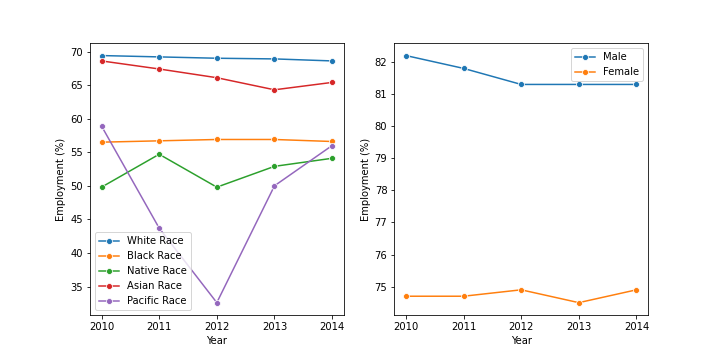 70
65
60
55
50
45
40
35
Employment (%)
White Race
Black Race
Native Race
Asian Race
Pacific Race
2010 2011 2012 2013 2014
Year
82
81
80
79
78
77
76
75
Employment (%)
Male
Female
2010 2011 2012 2013 2014
Year